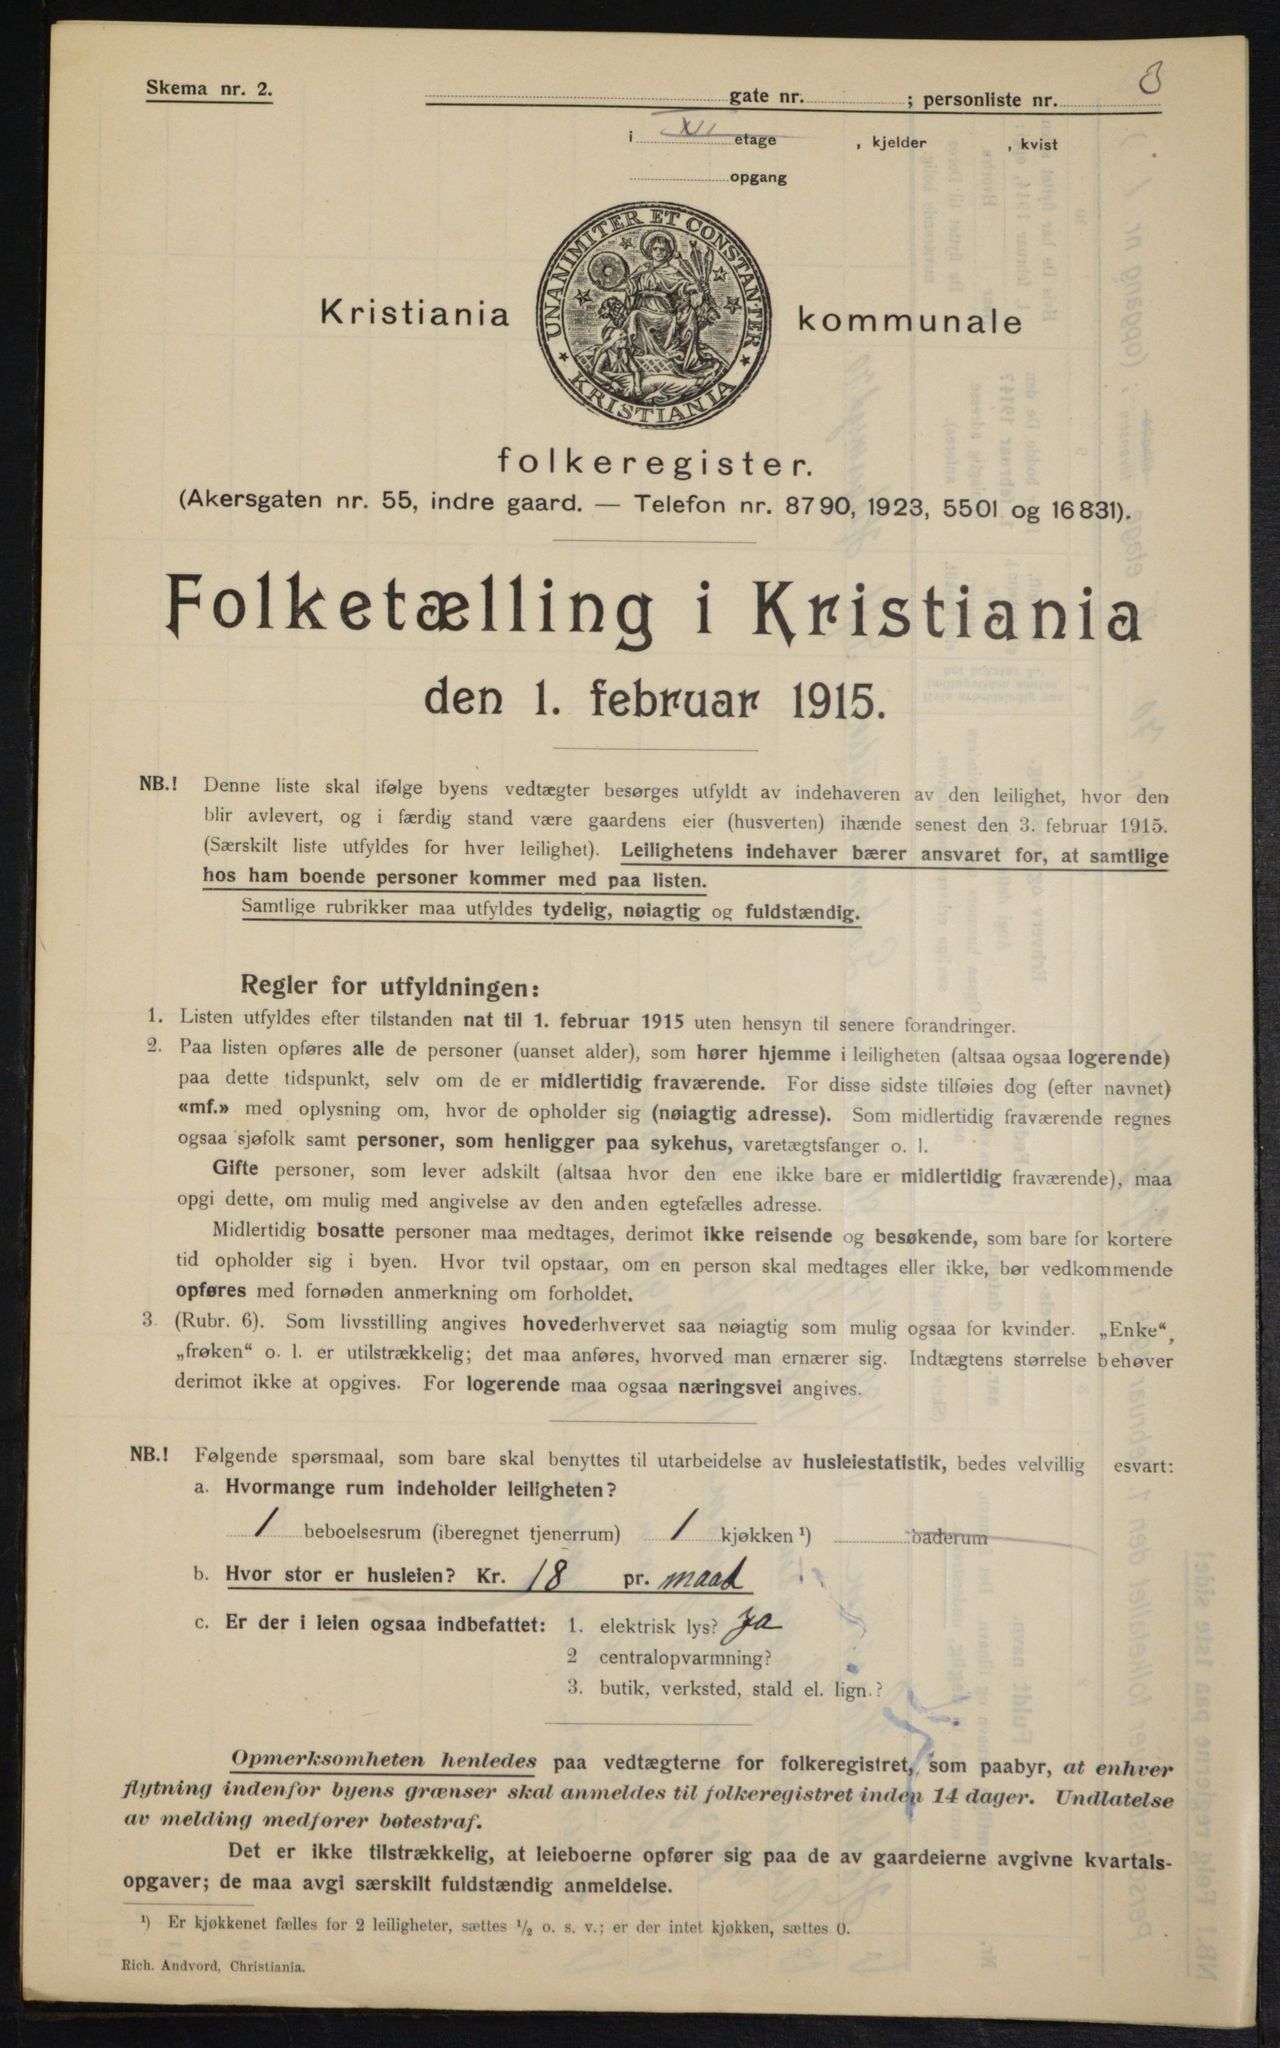 Skema nr. 2.
gate nr. ; personliste nr. 3
i etage , kjelder , kvist
opgang
UNANIMITER ET CONSTANTER
KRISTIANIA
Kristiania kommunale
folkeregister.
(Akersgaten nr. 55, indre gaard. — Telefon nr. 8790, 1923, 5501 og 16831).
Folketælling i Kristiania
den 1. februar 1915.
NB.! Denne liste skal ifølge byens vedtægter besørges utfyldt av indehaveren av den leilighet, hvor den
blir avlevert, og i færdig stand være gaardens eier (husverten) ihænde senest den 3. februar 1915.
(Særskilt liste utfyldes for hver leilighet). Leilighetens indehaver bærer ansvaret for, at samtlige
hos ham boende personer kommer med paa listen.
Samtlige rubrikker maa utfyldes tydelig, nøiagtig og fuldstændig.
Regler for utfyldningen:
1. Listen utfyldes efter tilstanden nat til 1. februar 1915 uten hensyn til senere forandringer.
2. Paa listen opføres alle de personer (uanset alder), som hører hjemme i leiligheten (altsaa ogsaa logerende)
paa dette tidspunkt, selv om de er midlertidig fraværende. For disse sidste tilføies dog (efter navnet)
«mf.» med oplysning om, hvor de opholder sig (nøiagtig adresse). Som midlertidig fraværende regnes
ogsaa sjøfolk samt personer, som henligger paa sykehus, varetægtsfanger o. l.
Gifte personer, som lever adskilt (altsaa hvor den ene ikke bare er midlertidig fraværende), maa
opgi dette, om mulig med angivelse av den anden egtefælles adresse.
Midlertidig bosatte personer maa medtages, derimot ikke reisende og besøkende, som bare for kortere
tid opholder sig i byen. Hvor tvil opstaar, om en person skal medtages eller ikke, bør vedkommende
opføres med fornøden anmerkning om forholdet.
3. (Rubr. 6). Som livsstilling angives hovederhvervet saa nøiagtig som mulig ogsaa for kvinder. „Enke“,
„frøken“ o. l. er utilstrækkelig; det maa anføres, hvorved man ernærer sig. Indtægtens størrelse behøver
derimot ikke at opgives. For logerende maa ogsaa næringsvei angives.
NB.! Følgende spørsmaal, som bare skal benyttes til utarbeidelse av husleiestatistik, bedes velvillig esvart:
a. Hvormange rum indeholder leiligheten?
1 beboelsesrum (iberegnet tjenerrum) 1 kjøkken ¹) baderum
b. Hvor stor er husleien? Kr. 18 pr. maad
c. Er der i leien ogsaa indbefattet: 1. elektrisk lys? Ja
2 centralopvarmning?
3. butik, verksted, stald el. lign.?
Opmerksomheten henledes paa vedtægterne for folkeregistret, som paabyr, at enhver
flytning indenfor byens grænser skal anmeldes til folkeregistret inden 14 dager. Undlatelse
av melding medfører bøtestraf.
Det er ikke tilstrækkelig, at leieboerne opfører sig paa de av gaardeierne avgivne kvartals-
opgaver; de maa avgi særskilt fuldstændig anmeldelse.
¹) Er kjøkkenet fælles for 2 leiligheter, sættes ½ o. s. v.; er der intet kjøkken, sættes 0.
Rich. Andvord, Christiania.